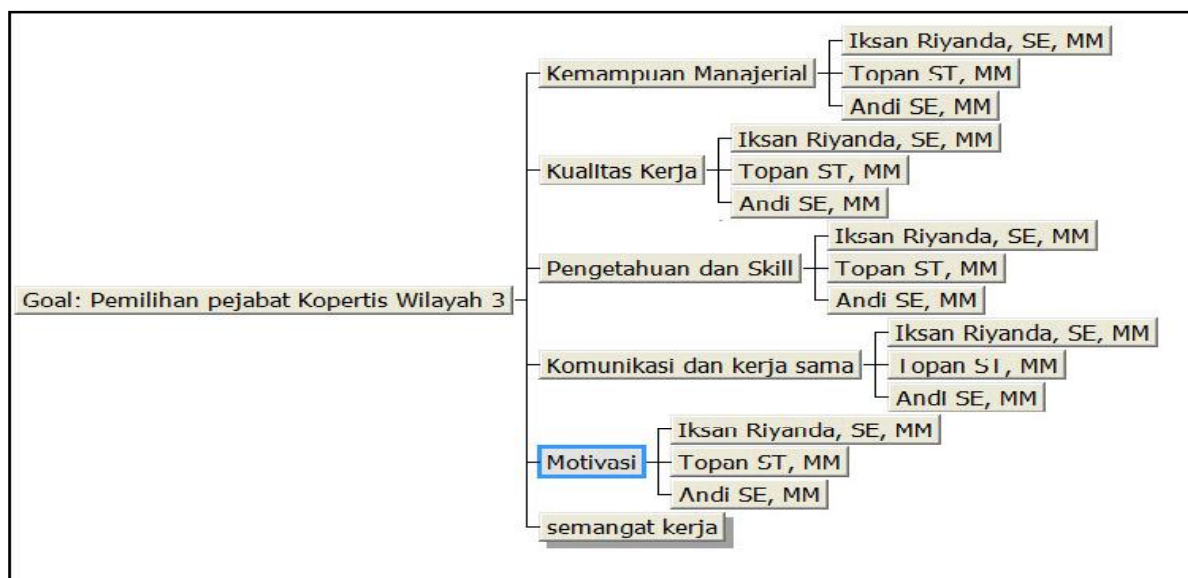 Goal: Pemilihan pejabat Kopertis Wilayah 3
Kemampuan Manajerial
Iksan Riyanda, SE, MM
Topan ST, MM
Andi SE, MM
Kualitas Kerja
Iksan Riyanda, SE, MM
Topan ST, MM
Andi SE, MM
Pengetahuan dan Skill
Iksan Riyanda, SE, MM
Topan ST, MM
Andi SE, MM
Komunikasi dan kerja sama
Iksan Riyanda, SE, MM
Topan ST, MM
Andi SE, MM
Motivasi
Iksan Riyanda, SE, MM
Topan ST, MM
Andi SE, MM
semangat kerja